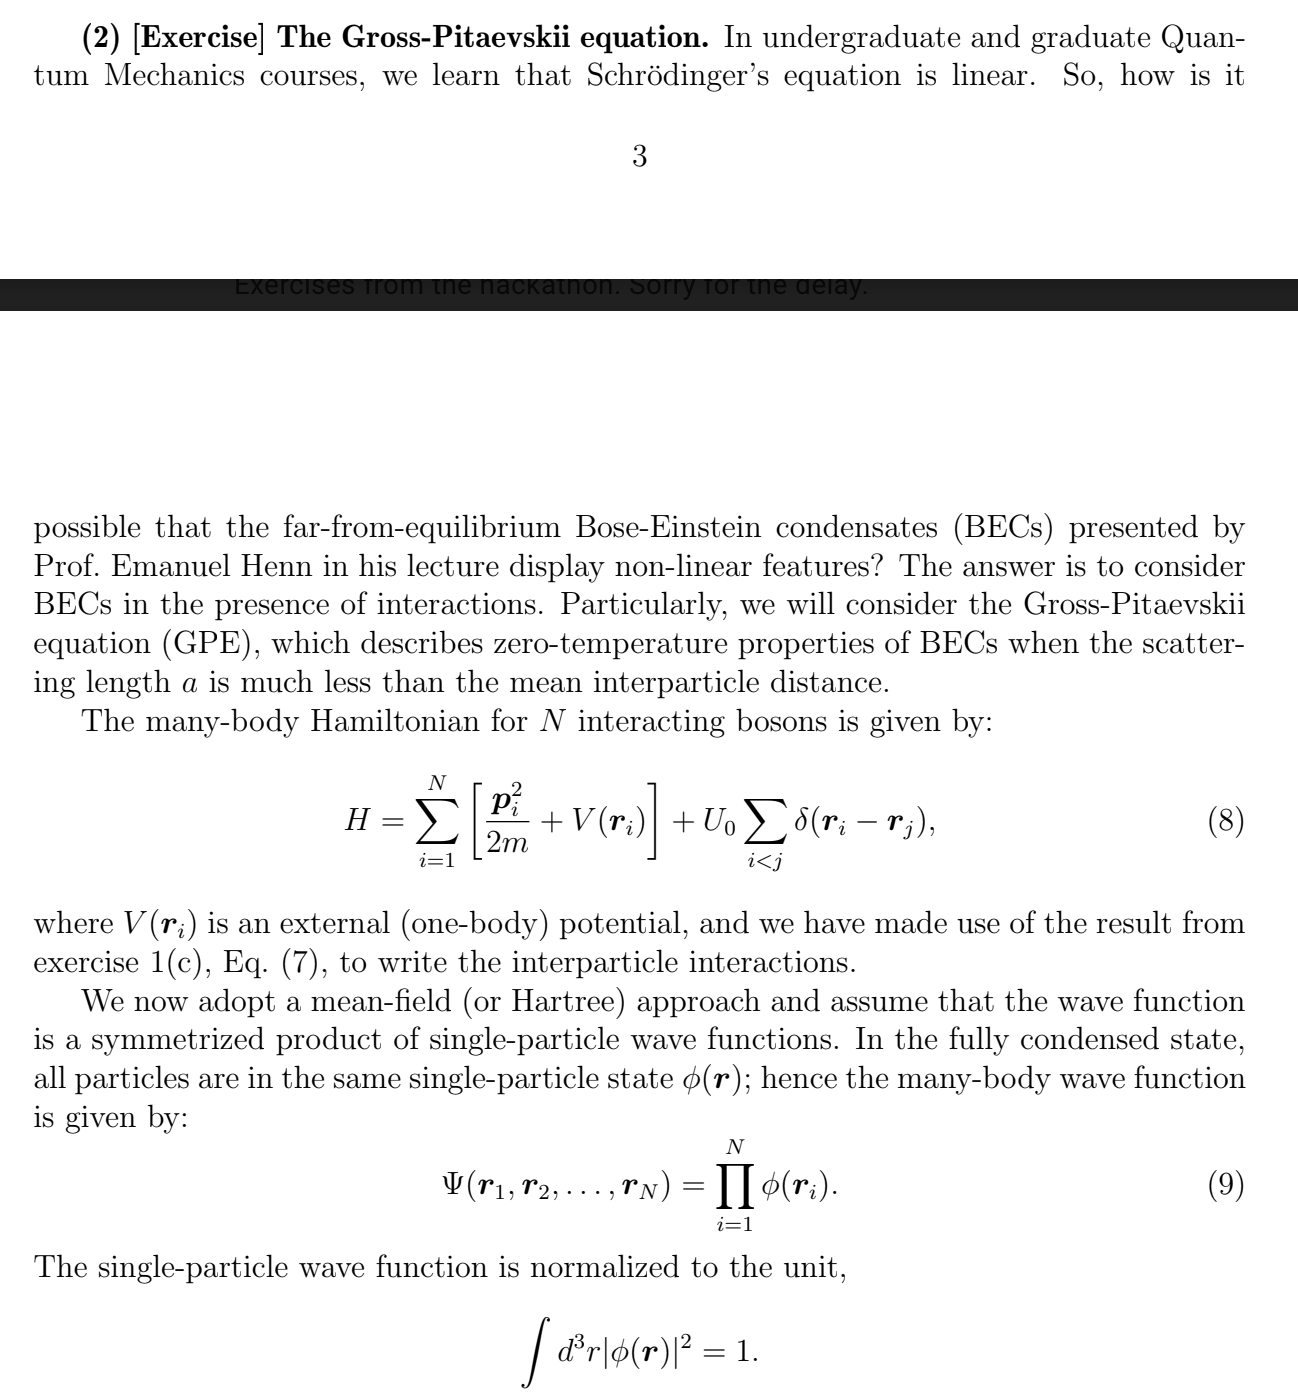 (2) [Exercise] The Gross-Pitaevskii equation. In undergraduate and graduate Quan-
tum Mechanics courses, we learn that Schrödinger's equation is linear. So, how is it
3
Exercises from the hackathon. Sorry for the delay.
possible that the far-from-equilibrium Bose-Einstein condensates (BECs) presented by
Prof. Emanuel Henn in his lecture display non-linear features? The answer is to consider
BECs in the presence of interactions. Particularly, we will consider the Gross-Pitaevskii
equation (GPE), which describes zero-temperature properties of BECs when the scatter-
ing length a is much less than the mean interparticle distance.
The many-body Hamiltonian for N interacting bosons is given by:
H = \sum_{i=1}^{N} \left[ \frac{\boldsymbol{p}_i^2}{2m} + V(\boldsymbol{r}_i) \right] + U_0 \sum_{i<j} \delta(\boldsymbol{r}_i - \boldsymbol{r}_j), (8)
where V(r_i) is an external (one-body) potential, and we have made use of the result from
exercise 1(c), Eq. (7), to write the interparticle interactions.
We now adopt a mean-field (or Hartree) approach and assume that the wave function
is a symmetrized product of single-particle wave functions. In the fully condensed state,
all particles are in the same single-particle state ϕ(r); hence the many-body wave function
is given by:
\Psi(\boldsymbol{r}_1, \boldsymbol{r}_2, \ldots, \boldsymbol{r}_N) = \prod_{i=1}^{N} \phi(\boldsymbol{r}_i). (9)
The single-particle wave function is normalized to the unit,
\int d^3r |\phi(\boldsymbol{r})|^2 = 1.